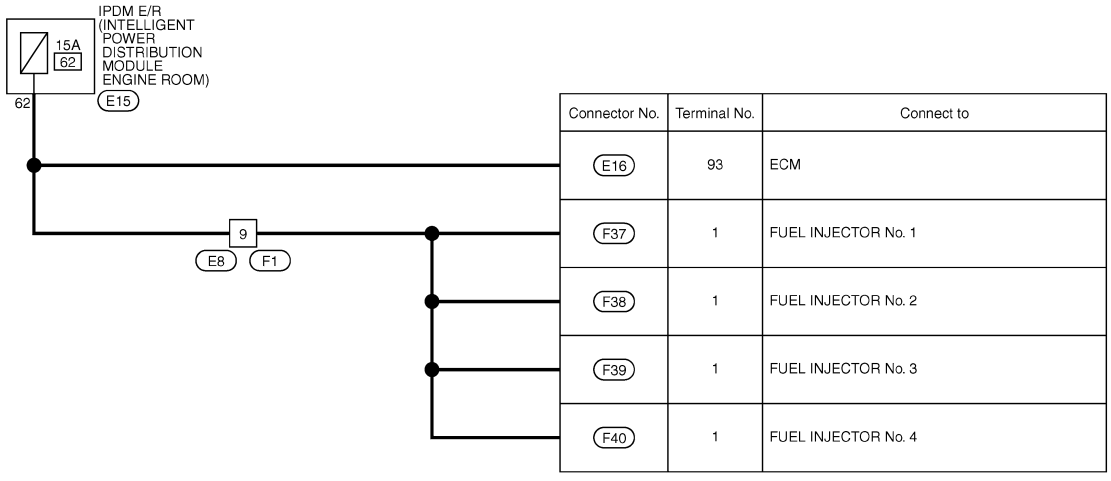 IPDM E/R
(INTELLIGENT
POWER
DISTRIBUTION
MODULE
ENGINE ROOM)
15A
62
62
E15
Connector No. Terminal No. Connect to
E16 93 ECM
F37 1 FUEL INJECTOR No. 1
9
E8 F1
F38 1 FUEL INJECTOR No. 2
F39 1 FUEL INJECTOR No. 3
F40 1 FUEL INJECTOR No. 4